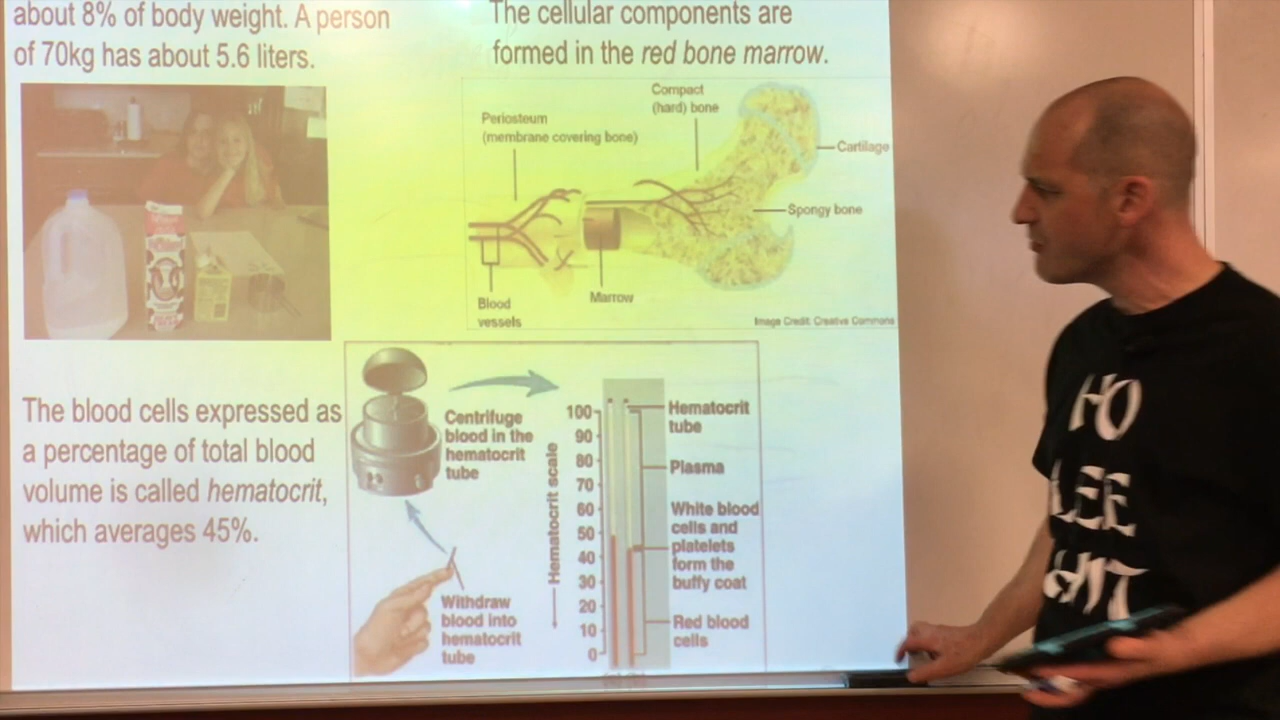 about 8% of body weight. A person
of 70kg has about 5.6 liters.
The cellular components are
formed in the red bone marrow.
Compact
(hard) bone
Periosteum
(membrane covering bone)
Cartilage
Spongy bone
Blood
vessels
Marrow
Image Credit: Creative Commons
The blood cells expressed as
a percentage of total blood
volume is called hematocrit,
which averages 45%.
Centrifuge
blood in the
hematocrit
tube
Withdraw
blood into
hematocrit
tube
Hematocrit scale
100
90
80
70
60
50
40
30
20
10
0
Hematocrit
tube
Plasma
White blood
cells and
platelets
form the
buffy coat
Red blood
cells
HO
LEE